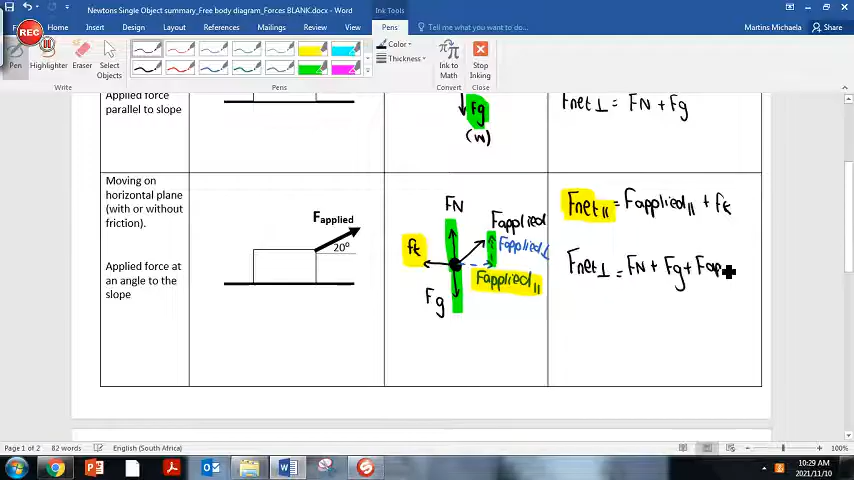 Newtons Single Object summary_Free body diagram_Forces BLANK.docx - Word
Ink Tools
Martins Michaela
Share
REC
Home
Insert
Design
Layout
References
Mailings
Review
View
Developer
Help
Pens
Tell me what you want to do
Pen
Highlighter
Eraser
Select Objects
Color
Thickness
Ink to Math
Stop Inking
Write
Pens
Convert
Close
Applied force
parallel to slope
Fg
(w)
Fnet⊥ = FN + Fg
Moving on
horizontal plane
(with or without
friction).
Applied force at
an angle to the
slope
Fapplied
20⁰
FN
Fapplied
Fapplied⊥
fk
Fapplied||
Fg
Fnet|| = Fapplied|| + fk
Fnet⊥ = FN + Fg + Fap
Page 1 of 2
82 words
English (South Africa)
100%
10:29 AM
2021/11/10